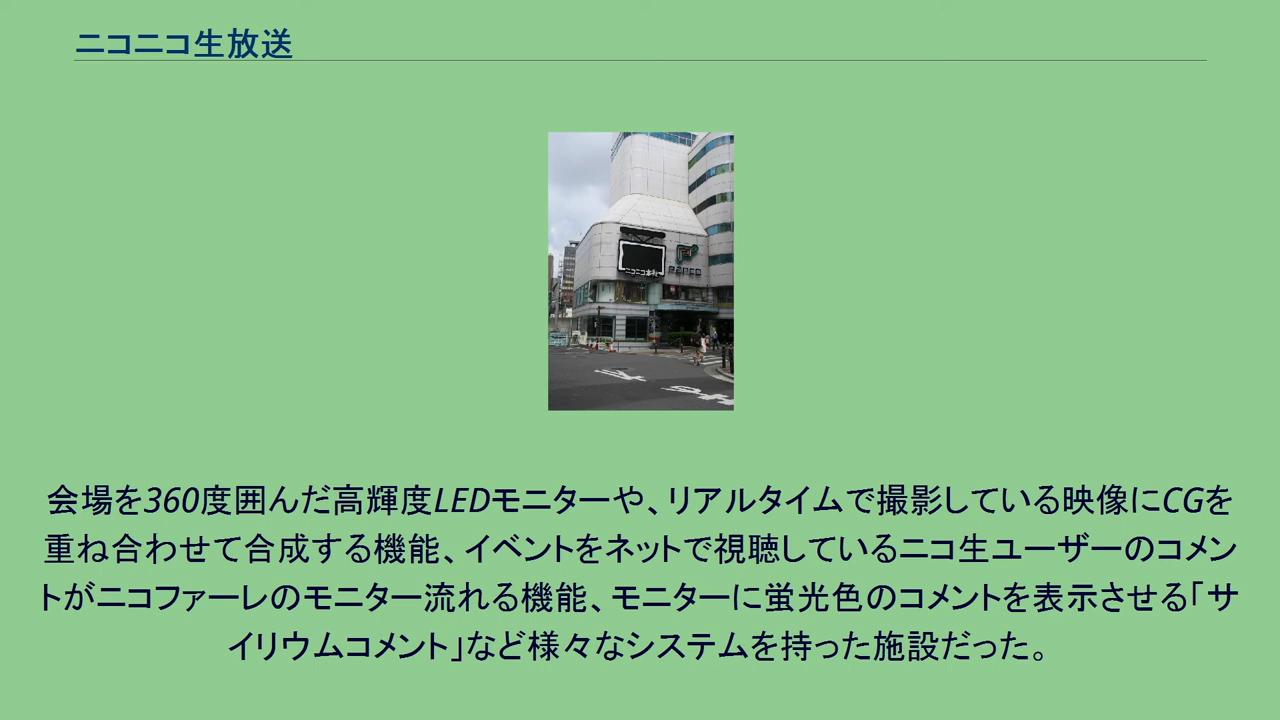 ニコニコ生放送
ニコニコ本社
PARCO
会場を360度囲んだ高輝度LEDモニターや、リアルタイムで撮影している映像にCGを
重ね合わせて合成する機能、イベントをネットで視聴しているニコ生ユーザーのコメン
トがニコファーレのモニター流れる機能、モニターに蛍光色のコメントを表示させる「サ
イリウムコメント」など様々なシステムを持った施設だった。